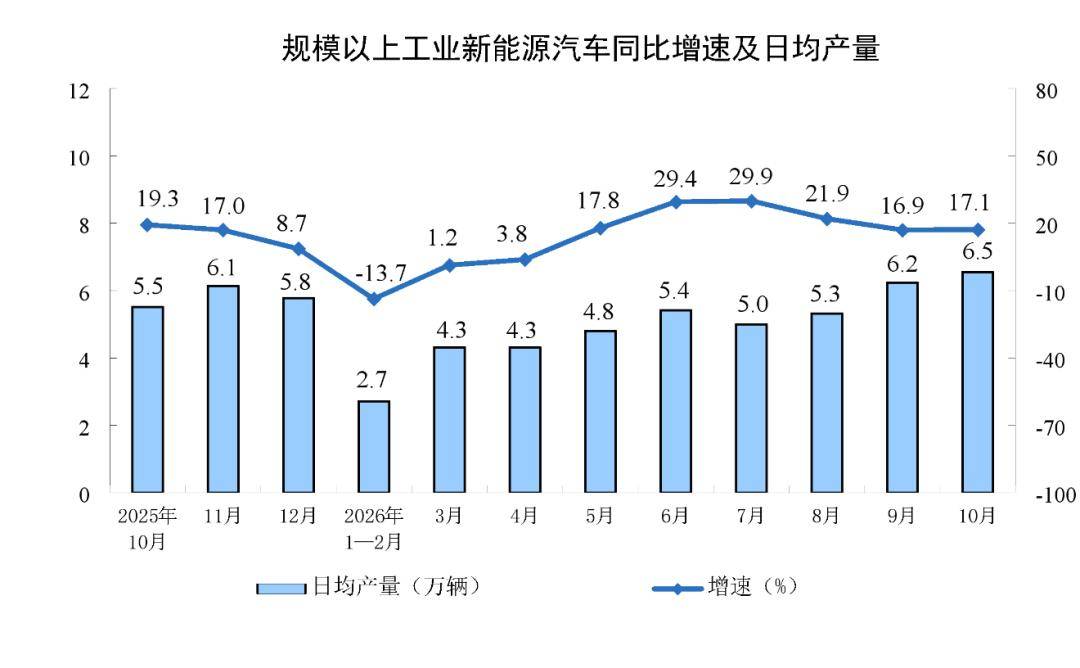 规模以上工业新能源汽车同比增速及日均产量
12 80
10 50
8 20
6 -10
4 -40
2 -70
0 -100
19.3 17.0 8.7 -13.7 1.2 3.8 17.8 29.4 29.9 21.9 16.9 17.1
5.5 6.1 5.8 2.7 4.3 4.3 4.8 5.4 5.0 5.3 6.2 6.5
2025年 11月 12月 2026年 3月 4月 5月 6月 7月 8月 9月 10月
10月 1—2月
日均产量（万辆） 增速（%）